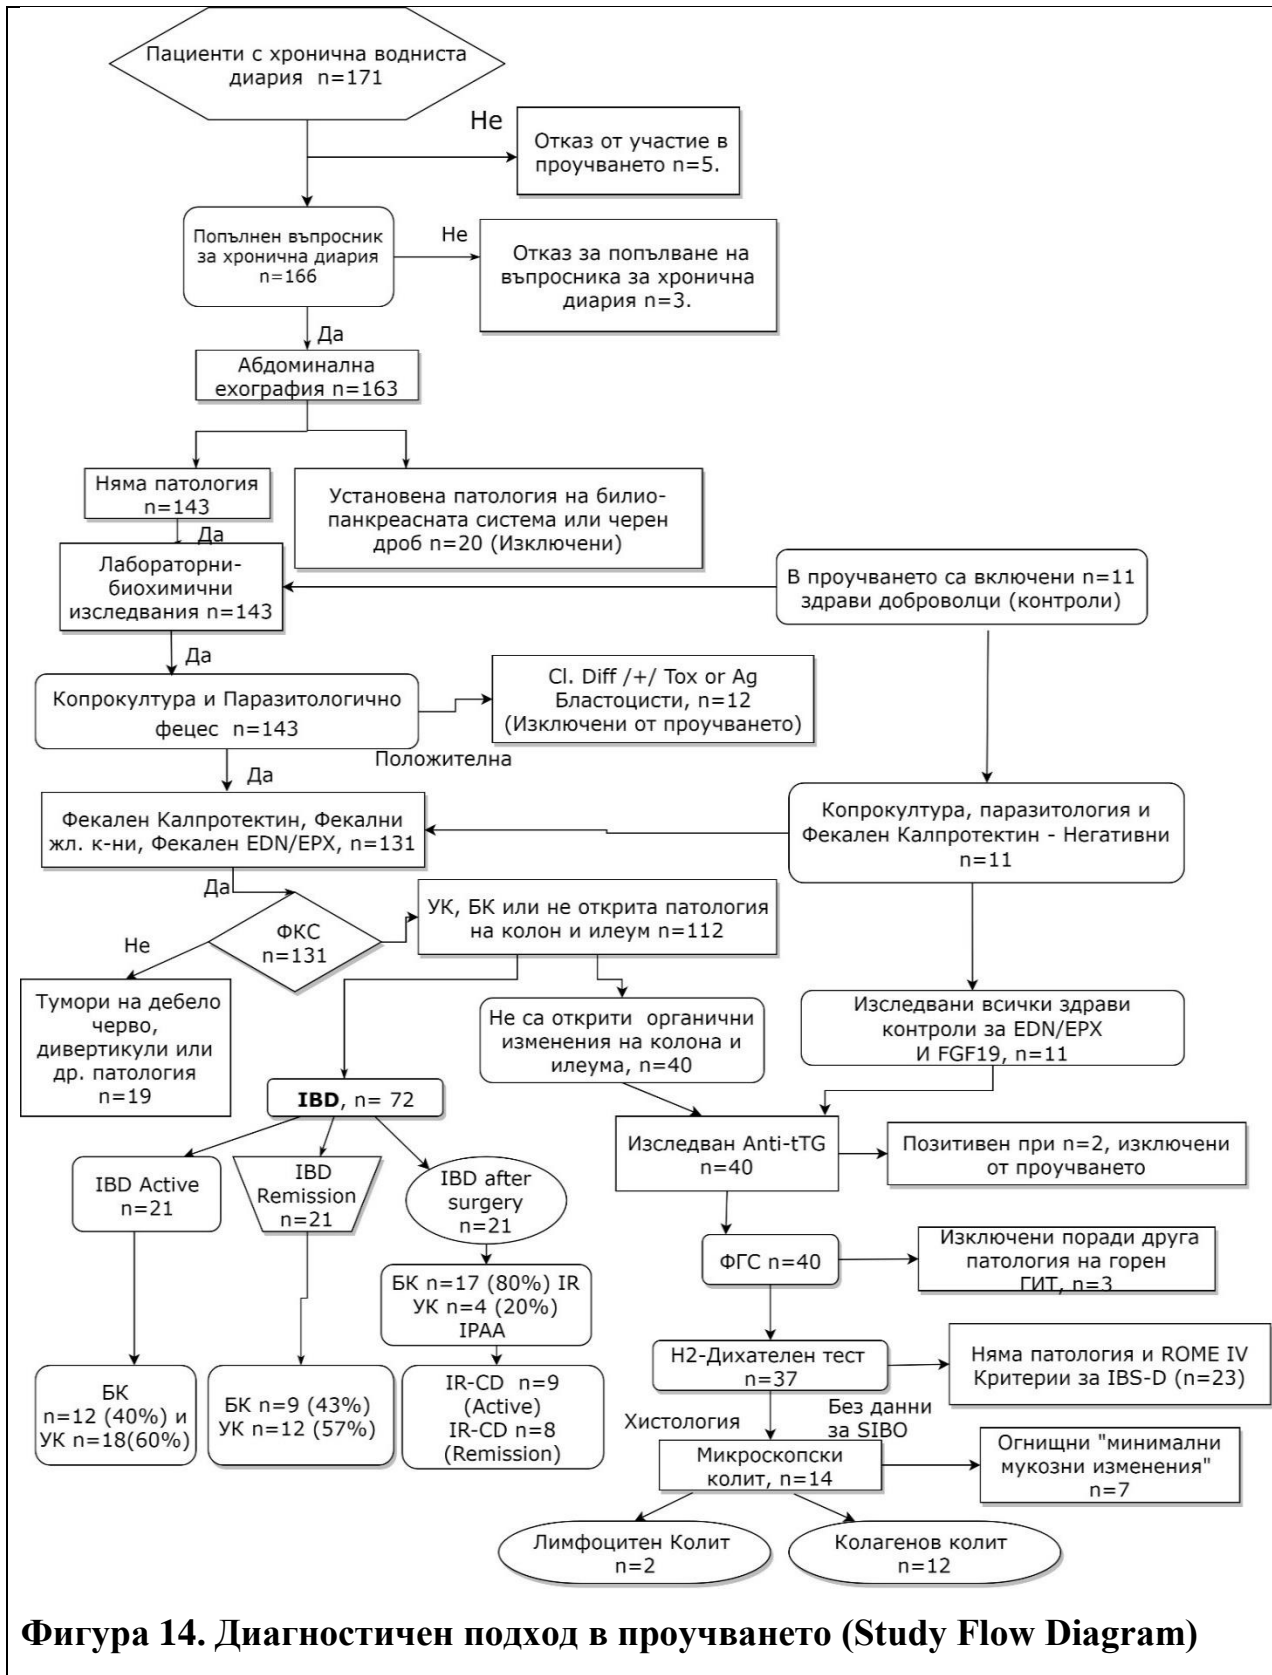 Пациенти с хронична водниста
диария n=171
Не
Отказ от участие в
проучването n=5.
Попълнен въпросник
за хронична диария
n=166
Не
Отказ за попълване на
въпросника за хронична
диария n=3.
Да
Абдоминална
ехография n=163
Няма патология
n=143
Установена патология на билио-
панкреасната система или черен
дроб n=20 (Изключени)
Да
Лабораторни-
биохимични
изследвания n=143
В проучването са включени n=11
здрави доброволци (контроли)
Да
Копрокултура и Паразитологично
фецес n=143
Cl. Diff /+/ Tox or Ag
Бластоцисти, n=12
(Изключени от проучването)
Положителна
Да
Фекален Калпротектин, Фекални
жл. к-ни, Фекален EDN/EPX, n=131
Копрокултура, паразитология и
Фекален Калпротектин - Негативни
n=11
Да
ФКС
n=131
УК, БК или не открита патология
на колон и илеум n=112
Не
Тумори на дебело
черво,
дивертикули или
др. патология
n=19
Не са открити органични
изменения на колона и
илеума, n=40
Изследвани всички здрави
контроли за EDN/EPX
И FGF19, n=11
IBD, n= 72
Изследван Anti-tTG
n=40
Позитивен при n=2, изключени
от проучването
IBD Active
n=21
IBD
Remission
n=21
IBD after
surgery
n=21
ФГС n=40
Изключени поради друга
патология на горен
ГИТ, n=3
БК n=17 (80%) IR
УК n=4 (20%)
IPAA
Н2-Дихателен тест
n=37
Няма патология и ROME IV
Критерии за IBS-D (n=23)
БК
n=12 (40%) и
УК n=18(60%)
БК n=9 (43%)
УК n=12 (57%)
IR-CD n=9
(Active)
IR-CD n=8
(Remission)
Хистология
Без данни
за SIBO
Микроскопски
колит, n=14
Огнищни "минимални
мукозни изменения"
n=7
Лимфоцитен Колит
n=2
Колагенов колит
n=12
Фигура 14. Диагностичен подход в проучването (Study Flow Diagram)